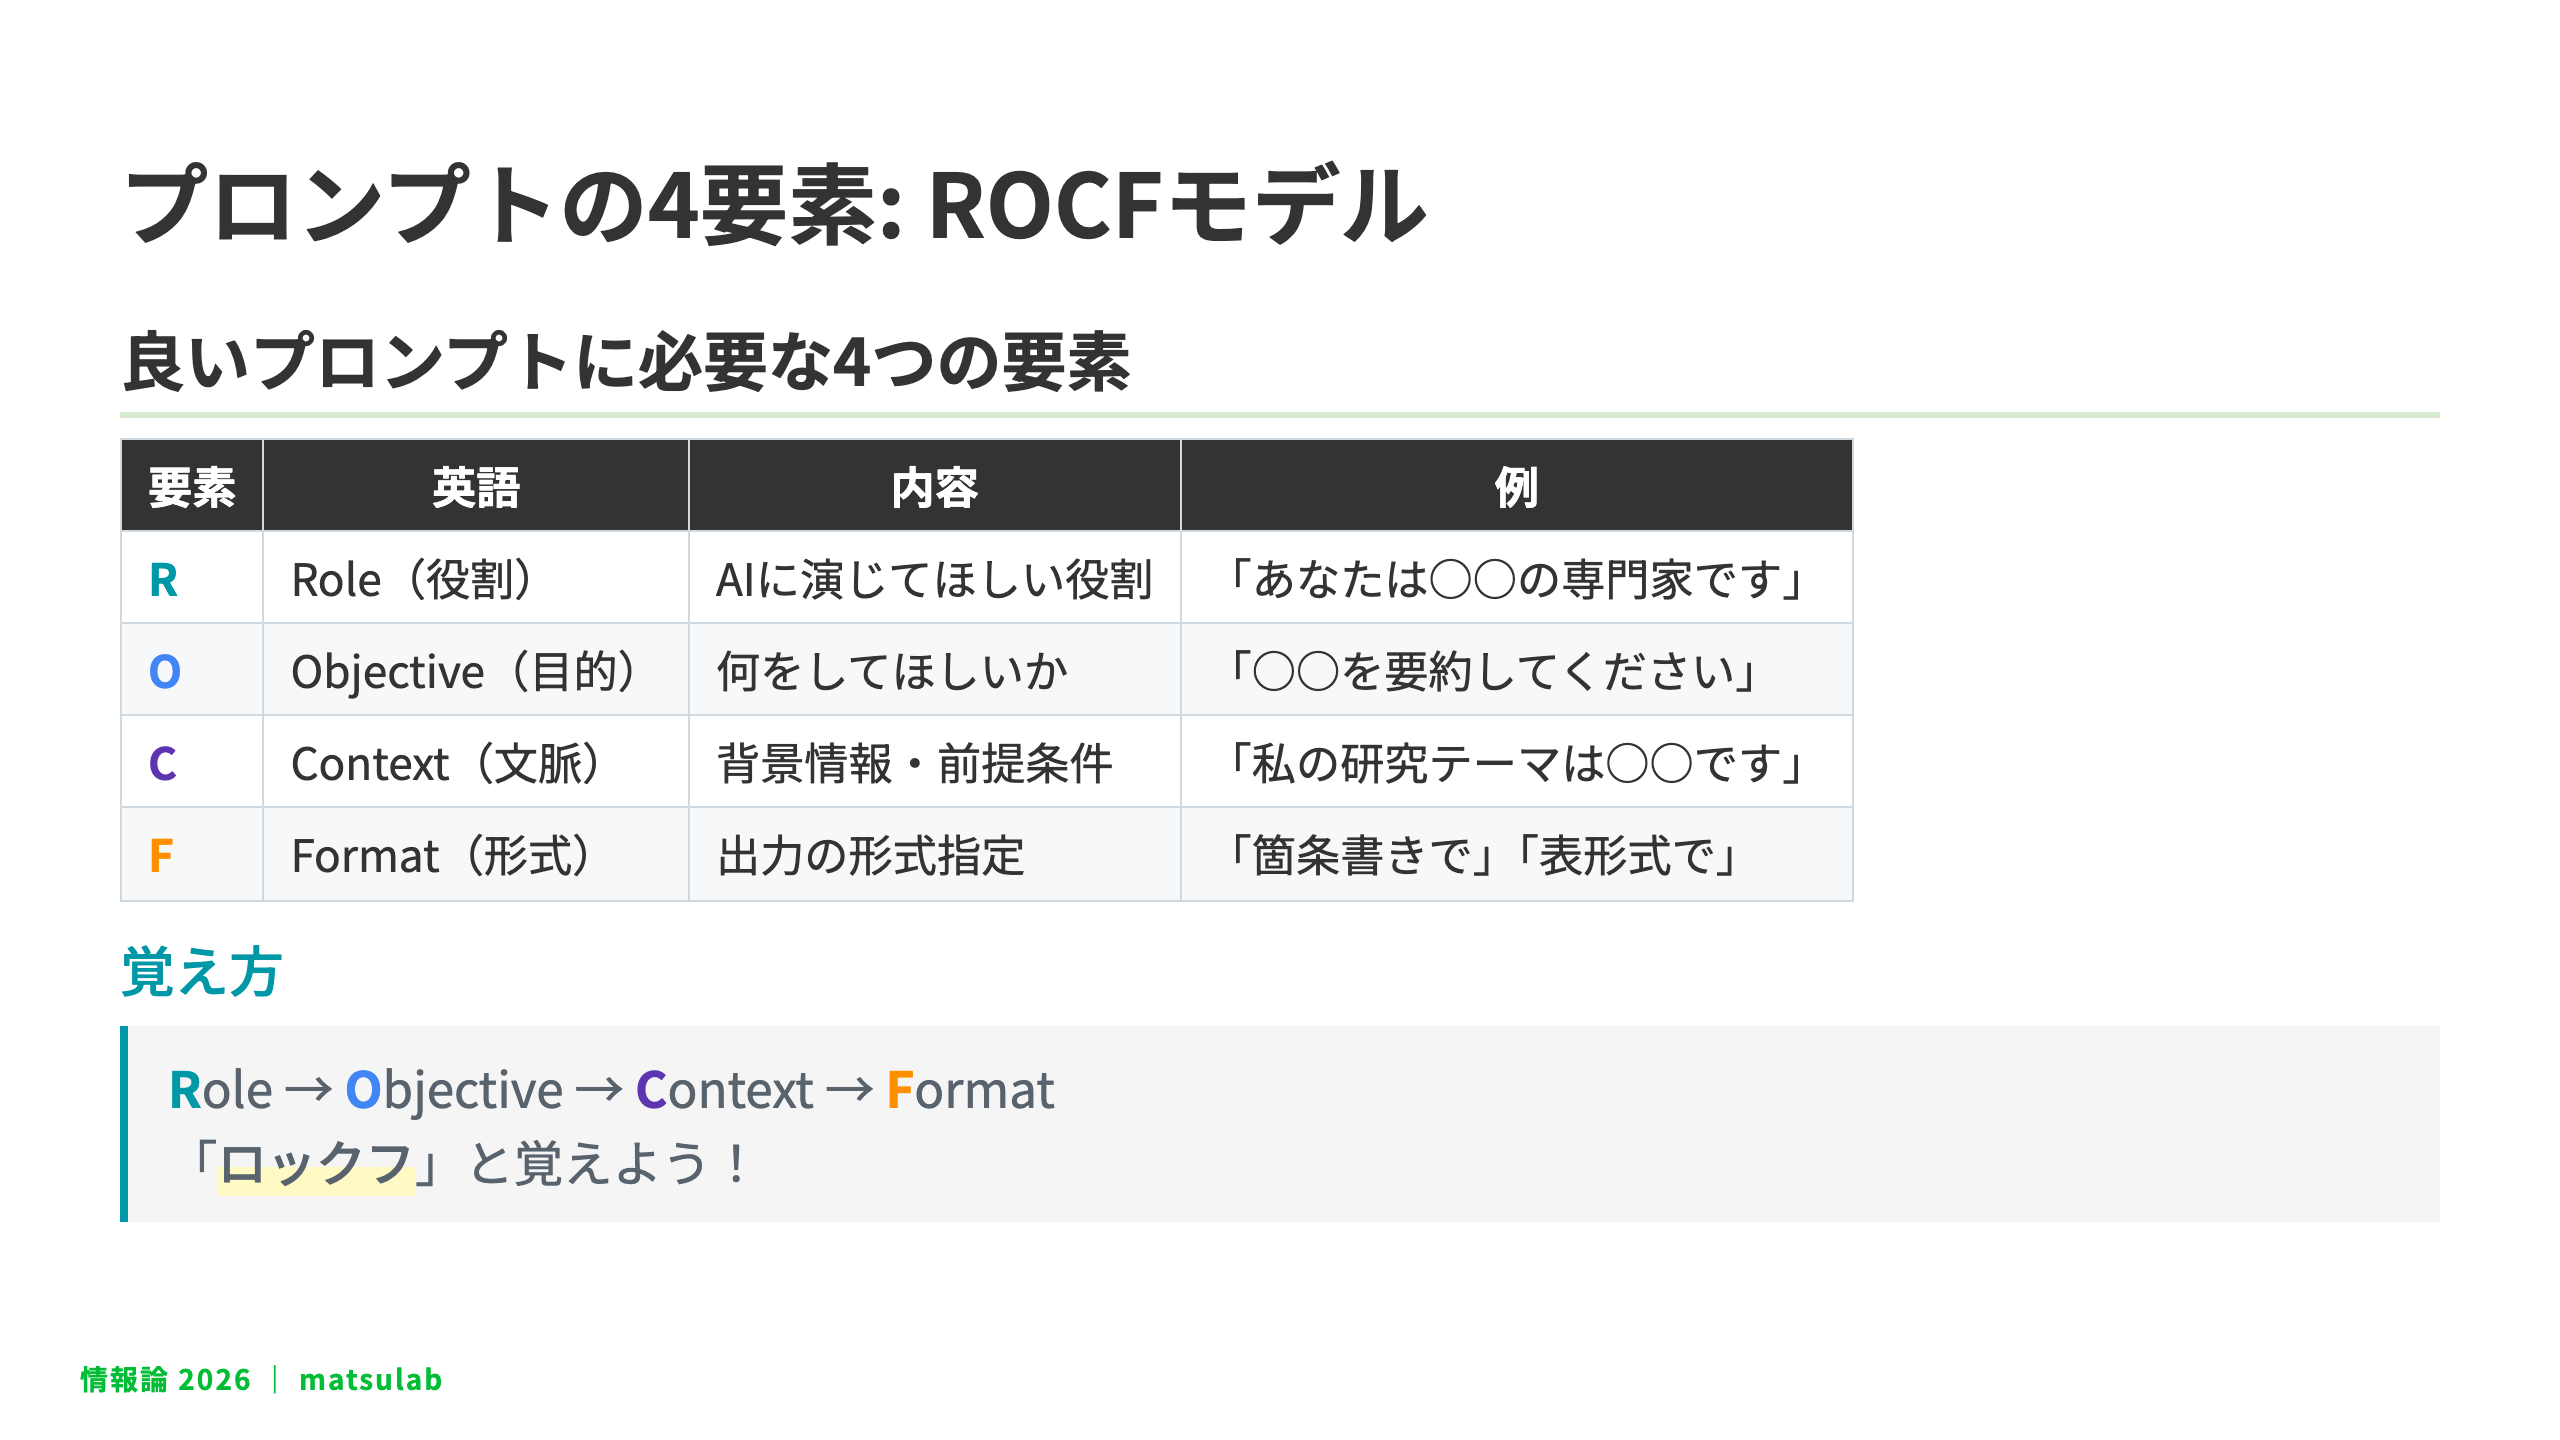 プロンプトの4要素: ROCFモデル
良いプロンプトに必要な4つの要素
要素 英語 内容 例
R Role（役割） AIに演じてほしい役割 「あなたは〇〇の専門家です」
O Objective（目的） 何をしてほしいか 「〇〇を要約してください」
C Context（文脈） 背景情報・前提条件 「私の研究テーマは〇〇です」
F Format（形式） 出力の形式指定 「箇条書きで」「表形式で」
覚え方
Role → Objective → Context → Format
「ロックフ」と覚えよう！
情報論 2026 ｜ matsulab